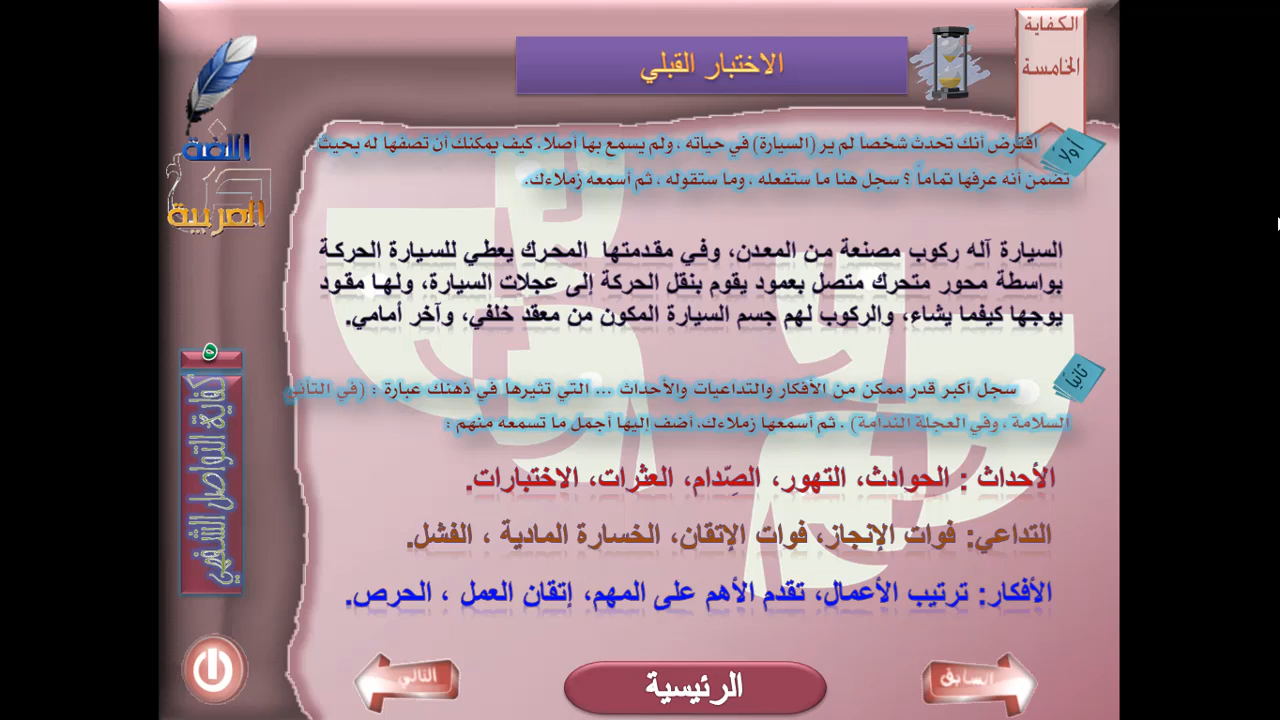 الكفاية
الخامسة
الاختبار القبلي
اللغة
العربية
أولاً
افترض أنك تحدث شخصا لم ير (السيارة) في حياته ، ولم يسمع بها أصلا. كيف يمكنك أن تصفها له بحيث
تضمن أنه عرفها تماماً ؟ سجل هنا ما ستفعله ، وما ستقوله ، ثم أسمعه زملاءك.
السيارة آله ركوب مصنعة من المعدن، وفي مقدمتها المحرك يعطي للسيارة الحركة
بواسطة محور متحرك متصل بعمود يقوم بنقل الحركة إلى عجلات السيارة، ولها مقود
يوجها كيفما يشاء، والركوب لهم جسم السيارة المكون من معقد خلفي، وآخر أمامي.
ثانياً
سجل أكبر قدر ممكن من الأفكار والتداعيات والأحداث ... التي تثيرها في ذهنك عبارة : (في التأني
السلامة ، وفي العجلة الندامة) . ثم أسمعها زملاءك. أضف إليها أجمل ما تسمعه منهم :
الأحداث : الحوادث، التهور، الصِّدام، العثرات، الاختبارات.
التداعي: فوات الإنجاز، فوات الإتقان، الخسارة المادية ، الفشل.
الأفكار: ترتيب الأعمال، تقدم الأهم على المهم، إتقان العمل ، الحرص.
٥
كفاية التواصل الشفهي
السابق
الرئيسية
التالي